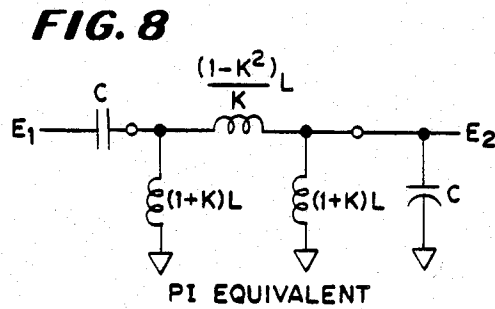 FIG. 8
(1-K²)L
K
C
E₁
E₂
(1+K)L
(1+K)L
C
PI EQUIVALENT